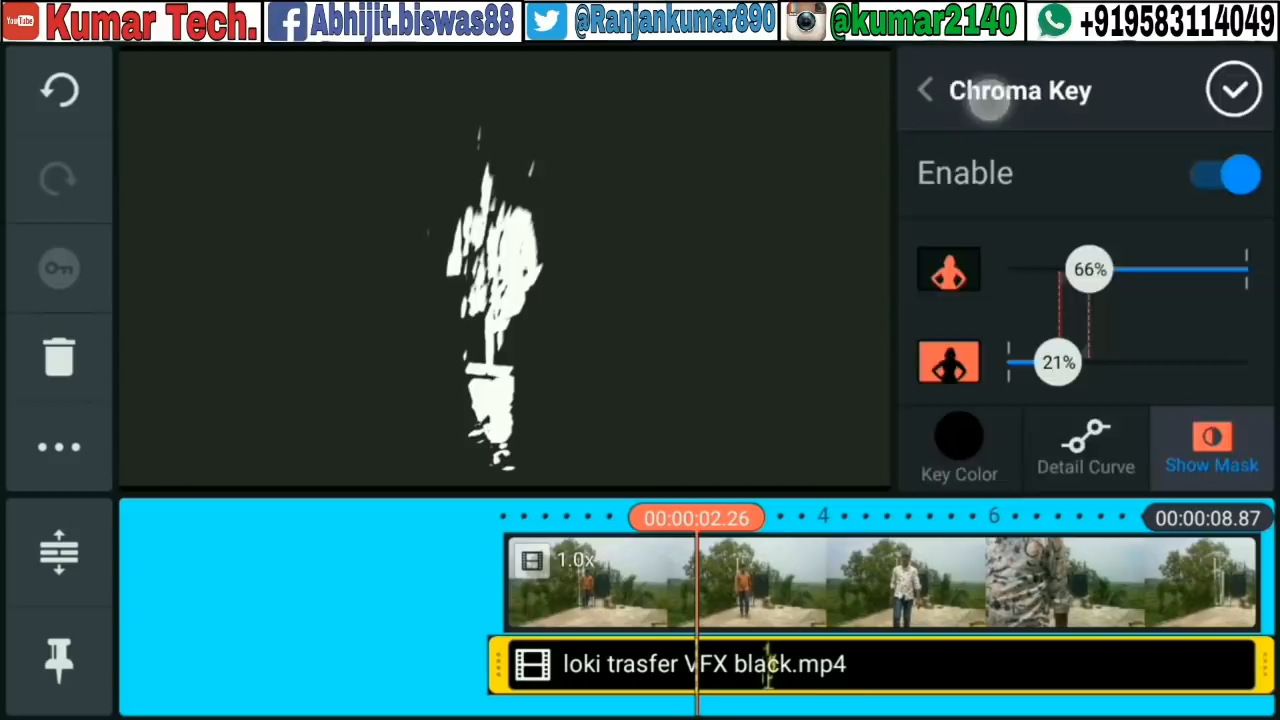 YouTube Kumar Tech. Abhijit.biswas88 @Ranjankumar890 @kumar2140 +919583114049
Chroma Key
Enable
66%
21%
Key Color Detail Curve Show Mask
00:00:02.26 4 6 00:00:08.87
1.0x
loki trasfer VFX black.mp4